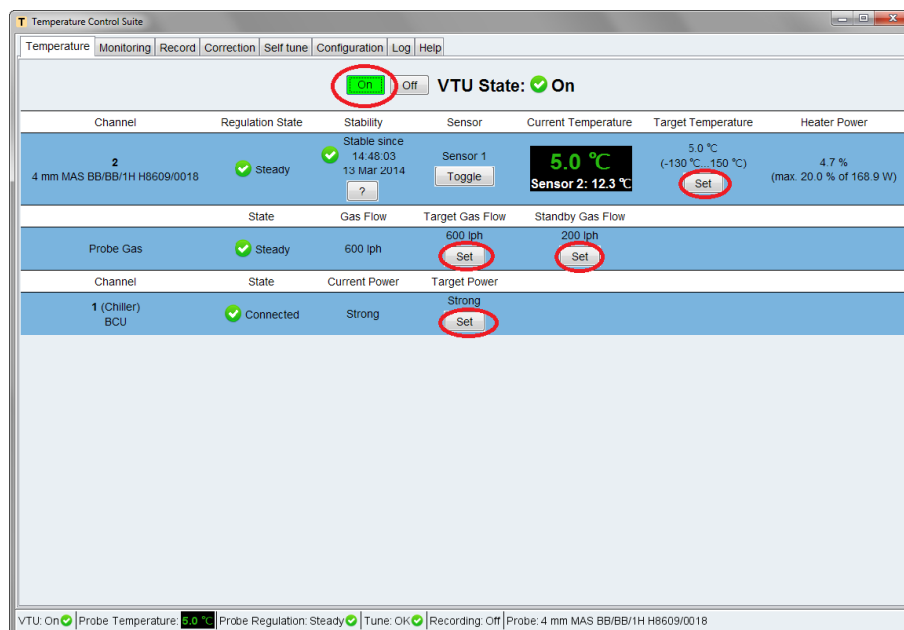 T Temperature Control Suite
Temperature Monitoring Record Correction Self tune Configuration Log Help
On Off VTU State: On
Channel Regulation State Stability Sensor Current Temperature Target Temperature Heater Power
2
4 mm MAS BB/BB/1H H8609/0018
Steady
Stable since
14:48:03
13 Mar 2014
?
Sensor 1
Toggle
5.0 °C
Sensor 2: 12.3 °C
5.0 °C
(-130 °C...150 °C)
Set
4.7 %
(max. 20.0 % of 168.9 W)
State Gas Flow Target Gas Flow Standby Gas Flow
Probe Gas
Steady
600 lph
600 lph
Set
200 lph
Set
Channel State Current Power Target Power
1 (Chiller)
BCU
Connected
Strong
Strong
Set
VTU: On Probe Temperature: 5.0 °C Probe Regulation: Steady Tune: OK Recording: Off Probe: 4 mm MAS BB/BB/1H H8609/0018